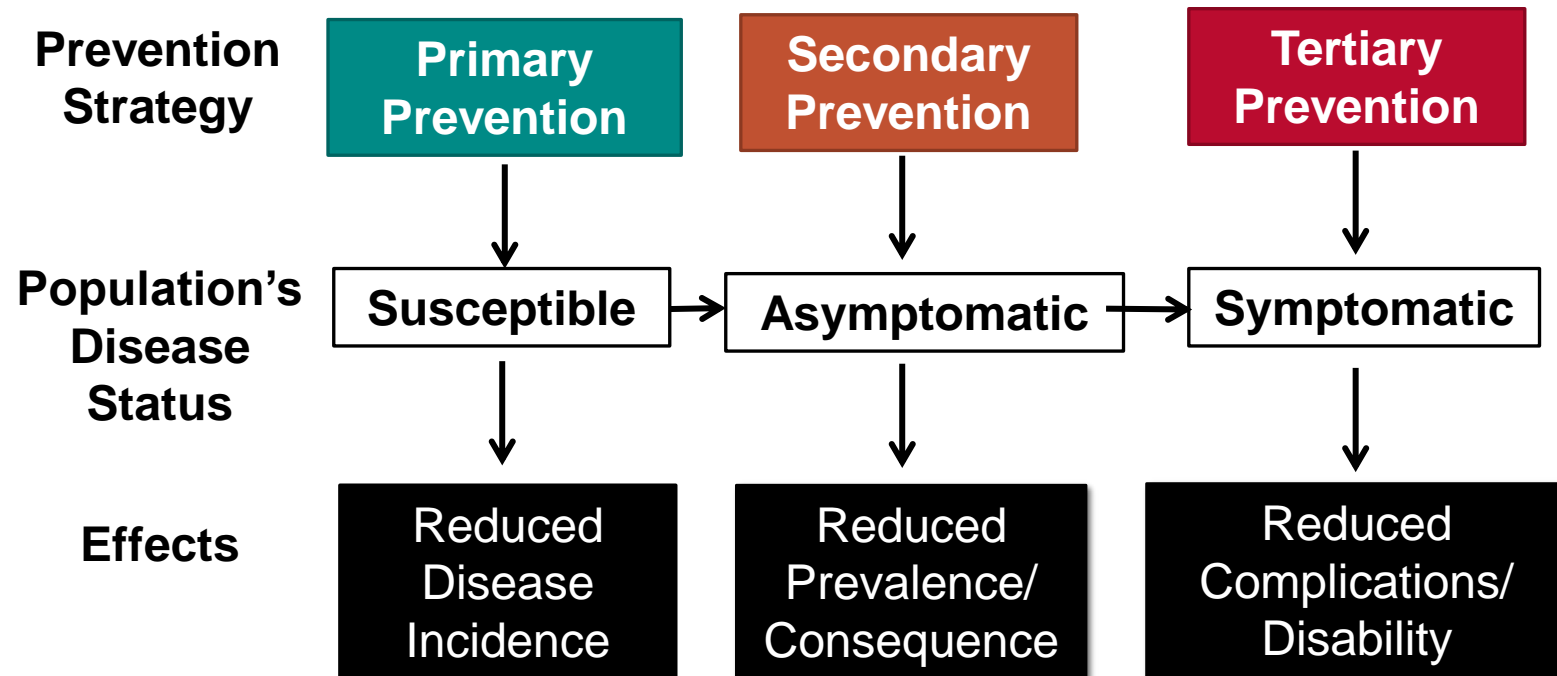 Prevention
Strategy
Primary
Prevention
Secondary
Prevention
Tertiary
Prevention
Population’s
Disease
Status
Susceptible
Asymptomatic
Symptomatic
Effects
Reduced
Disease
Incidence
Reduced
Prevalence/
Consequence
Reduced
Complications/
Disability